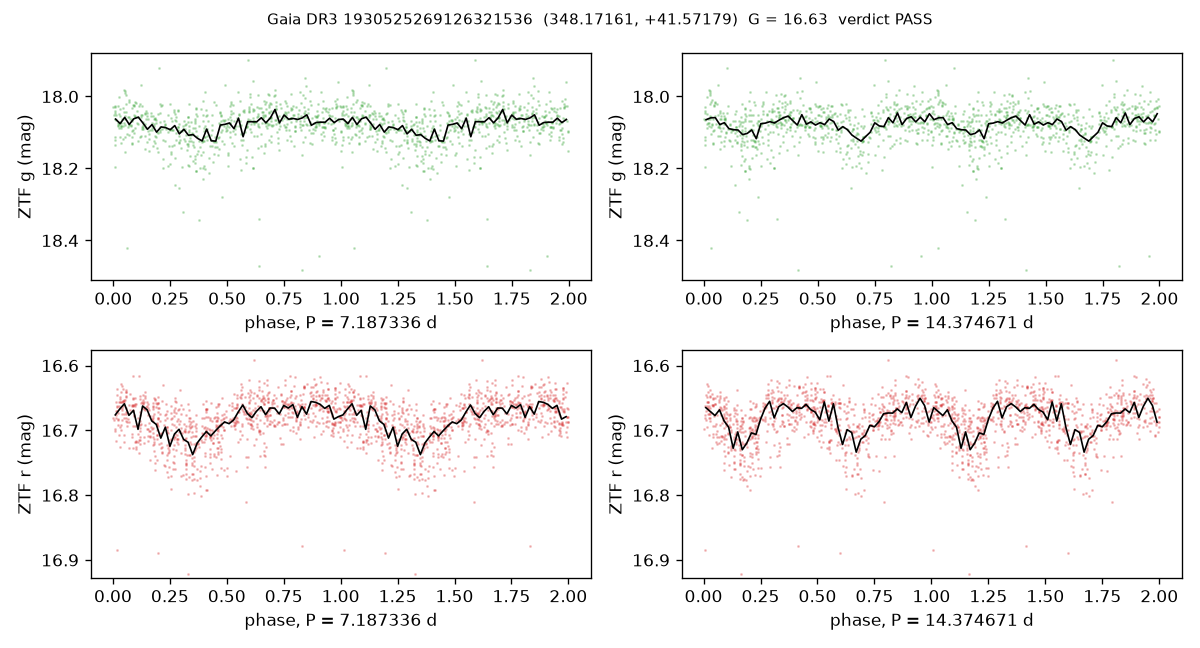 Gaia DR3 1930525269126321536 (348.17161, +41.57179) G = 16.63 verdict PASS
ZTF g (mag)
18.0
18.2
18.4
0.00 0.25 0.50 0.75 1.00 1.25 1.50 1.75 2.00
phase, P = 7.187336 d
ZTF g (mag)
18.0
18.2
18.4
0.00 0.25 0.50 0.75 1.00 1.25 1.50 1.75 2.00
phase, P = 14.374671 d
ZTF r (mag)
16.6
16.7
16.8
16.9
0.00 0.25 0.50 0.75 1.00 1.25 1.50 1.75 2.00
phase, P = 7.187336 d
ZTF r (mag)
16.6
16.7
16.8
16.9
0.00 0.25 0.50 0.75 1.00 1.25 1.50 1.75 2.00
phase, P = 14.374671 d